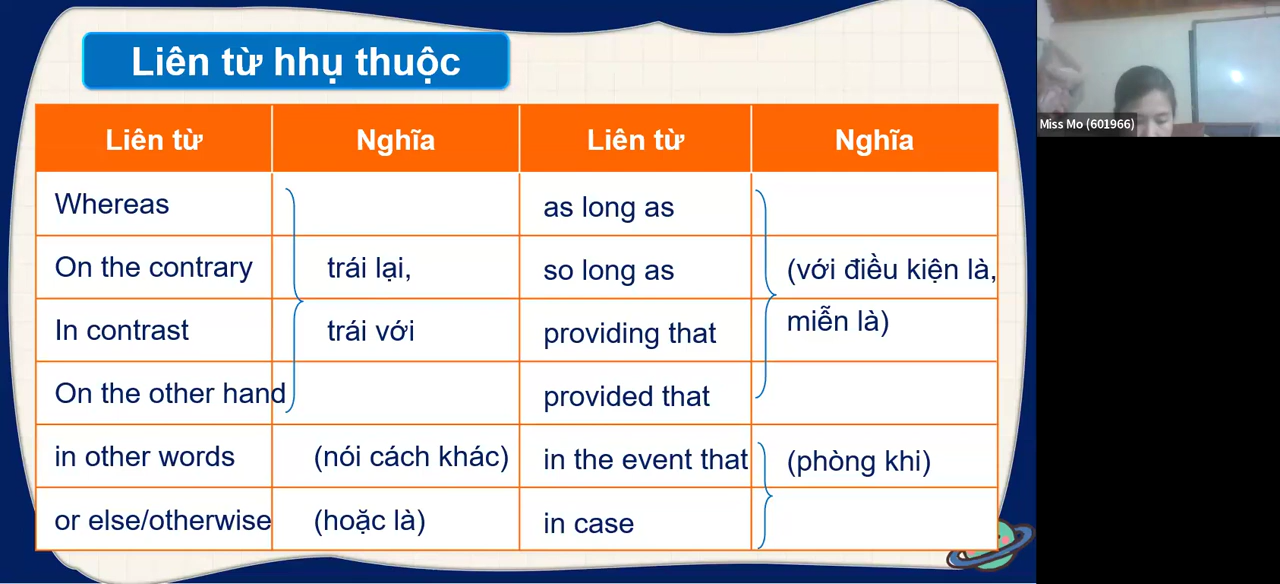 Liên từ hhụ thuộc
Liên từ Nghĩa Liên từ Nghĩa
Whereas as long as
On the contrary trái lại, so long as (với điều kiện là,
In contrast trái với providing that miễn là)
On the other hand provided that
in other words (nói cách khác) in the event that (phòng khi)
or else/otherwise (hoặc là) in case
Miss Mo (601966)